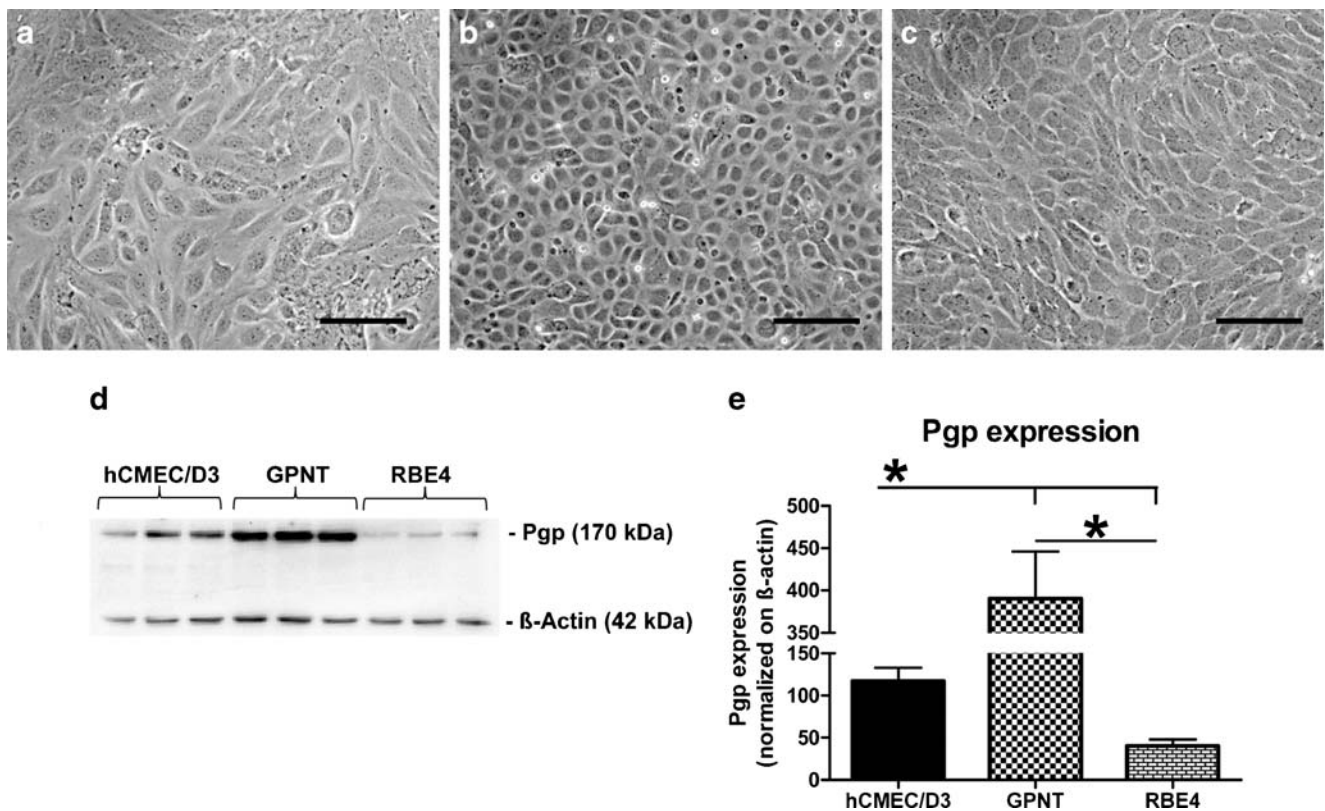 a
b
c
d
hCMEC/D3 GPNT RBE4
- Pgp (170 kDa)
- ß-Actin (42 kDa)
e
Pgp expression
*
*
Pgp expression
(normalized on ß-actin)
500
450
400
350
150
100
50
0
hCMEC/D3 GPNT RBE4